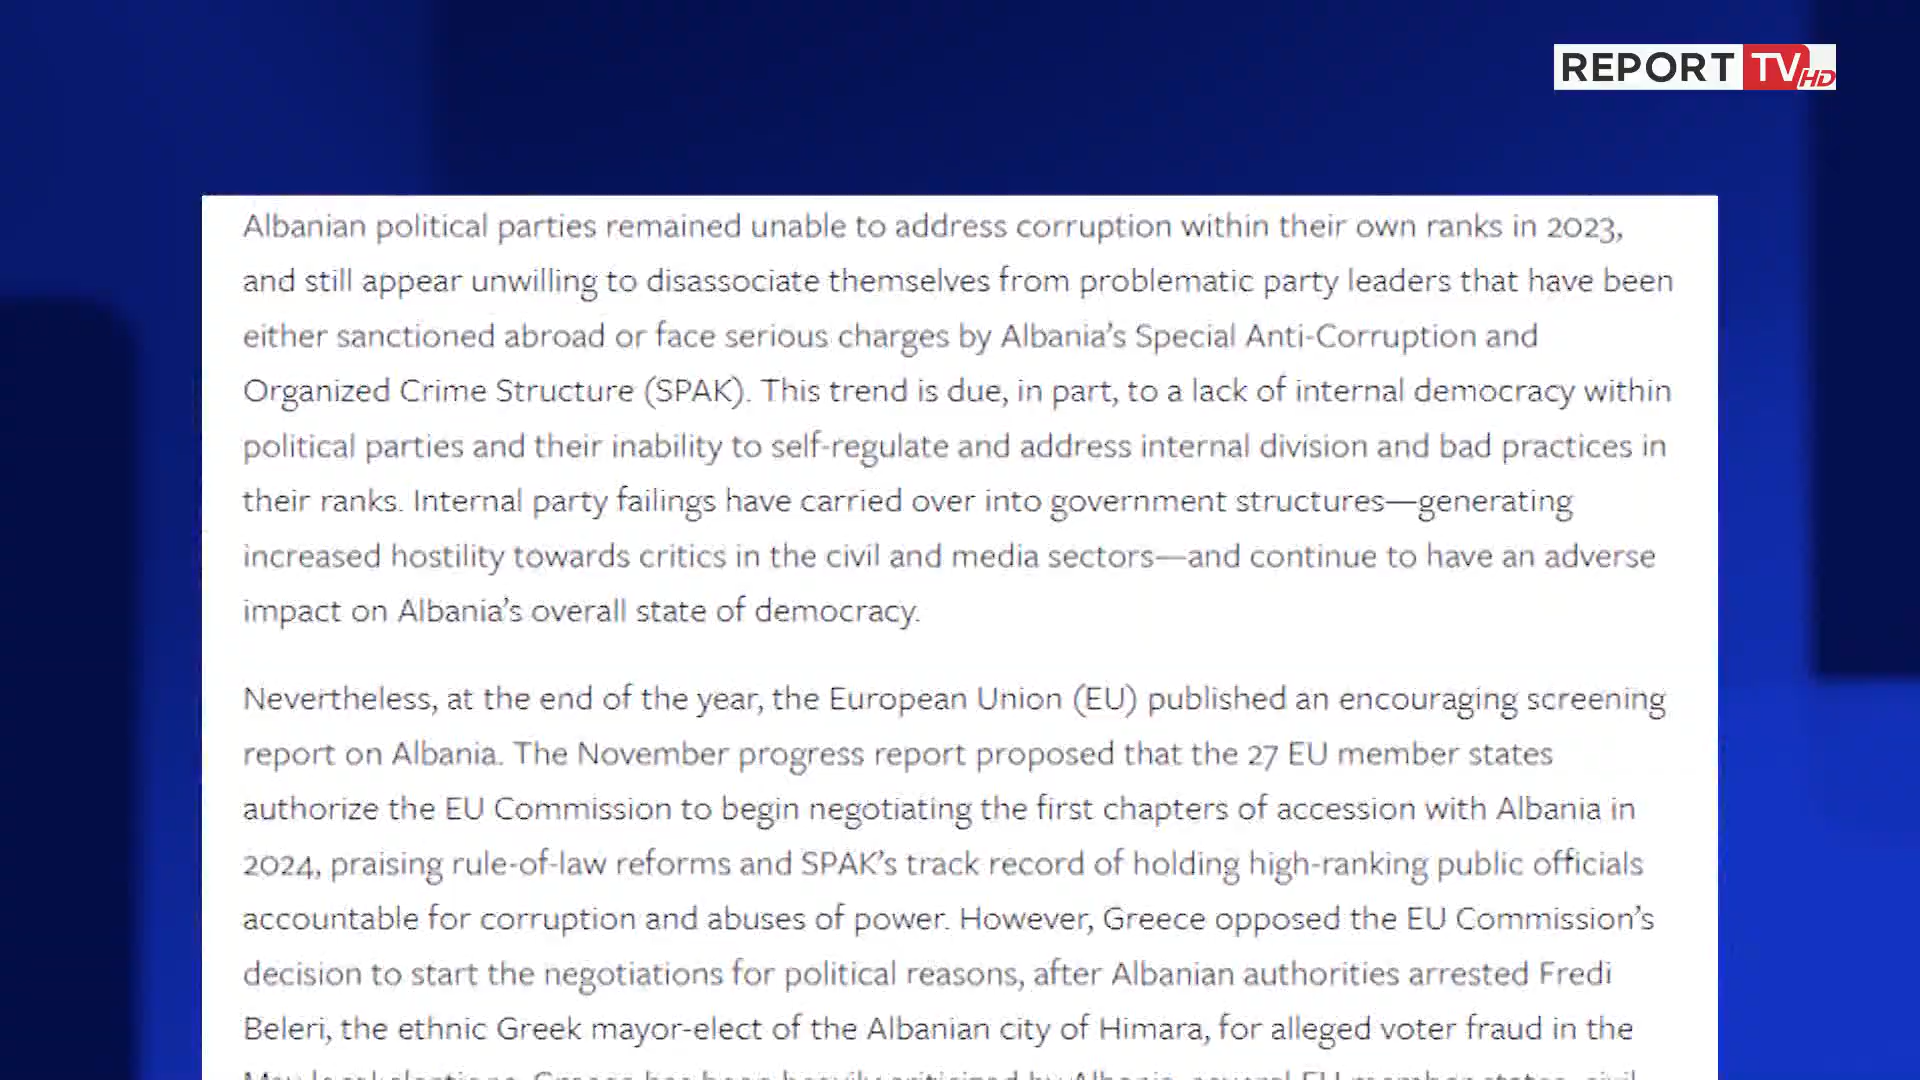 REPORT TV HD
Albanian political parties remained unable to address corruption within their own ranks in 2023,
and still appear unwilling to disassociate themselves from problematic party leaders that have been
either sanctioned abroad or face serious charges by Albania’s Special Anti-Corruption and
Organized Crime Structure (SPAK). This trend is due, in part, to a lack of internal democracy within
political parties and their inability to self-regulate and address internal division and bad practices in
their ranks. Internal party failings have carried over into government structures—generating
increased hostility towards critics in the civil and media sectors—and continue to have an adverse
impact on Albania’s overall state of democracy.
Nevertheless, at the end of the year, the European Union (EU) published an encouraging screening
report on Albania. The November progress report proposed that the 27 EU member states
authorize the EU Commission to begin negotiating the first chapters of accession with Albania in
2024, praising rule-of-law reforms and SPAK’s track record of holding high-ranking public officials
accountable for corruption and abuses of power. However, Greece opposed the EU Commission’s
decision to start the negotiations for political reasons, after Albanian authorities arrested Fredi
Beleri, the ethnic Greek mayor-elect of the Albanian city of Himara, for alleged voter fraud in the